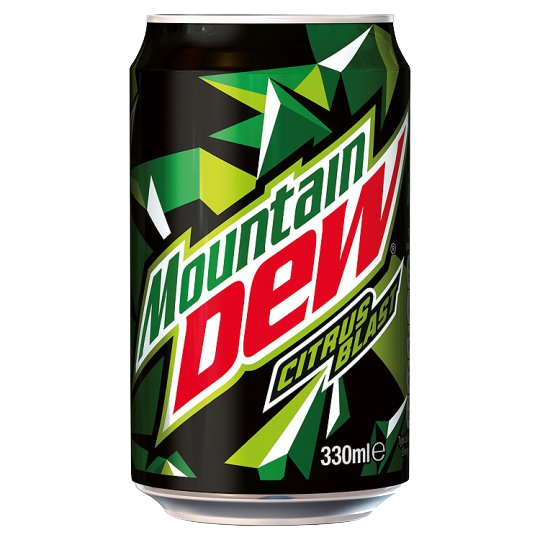 Mountain
Dew®
CITRUS
BLAST
330ml℮